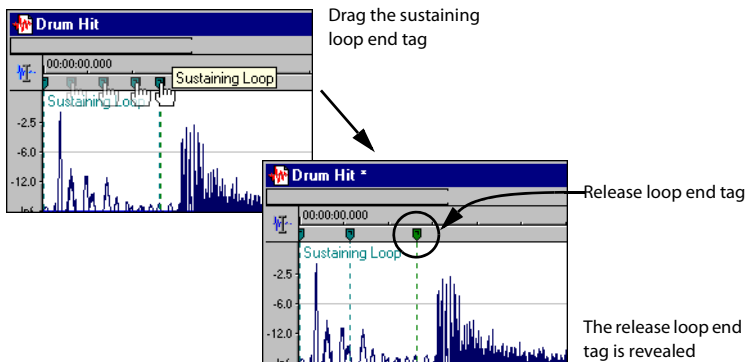 Drum Hit
Drag the sustaining
loop end tag
00:00:00.000
Sustaining Loop
Sustaining Loop
-2.5
-6.0
-12.0
-Inf.
Drum Hit *
Release loop end tag
00:00:00.000
Sustaining Loop
-2.5
-6.0
-12.0
The release loop end
tag is revealed